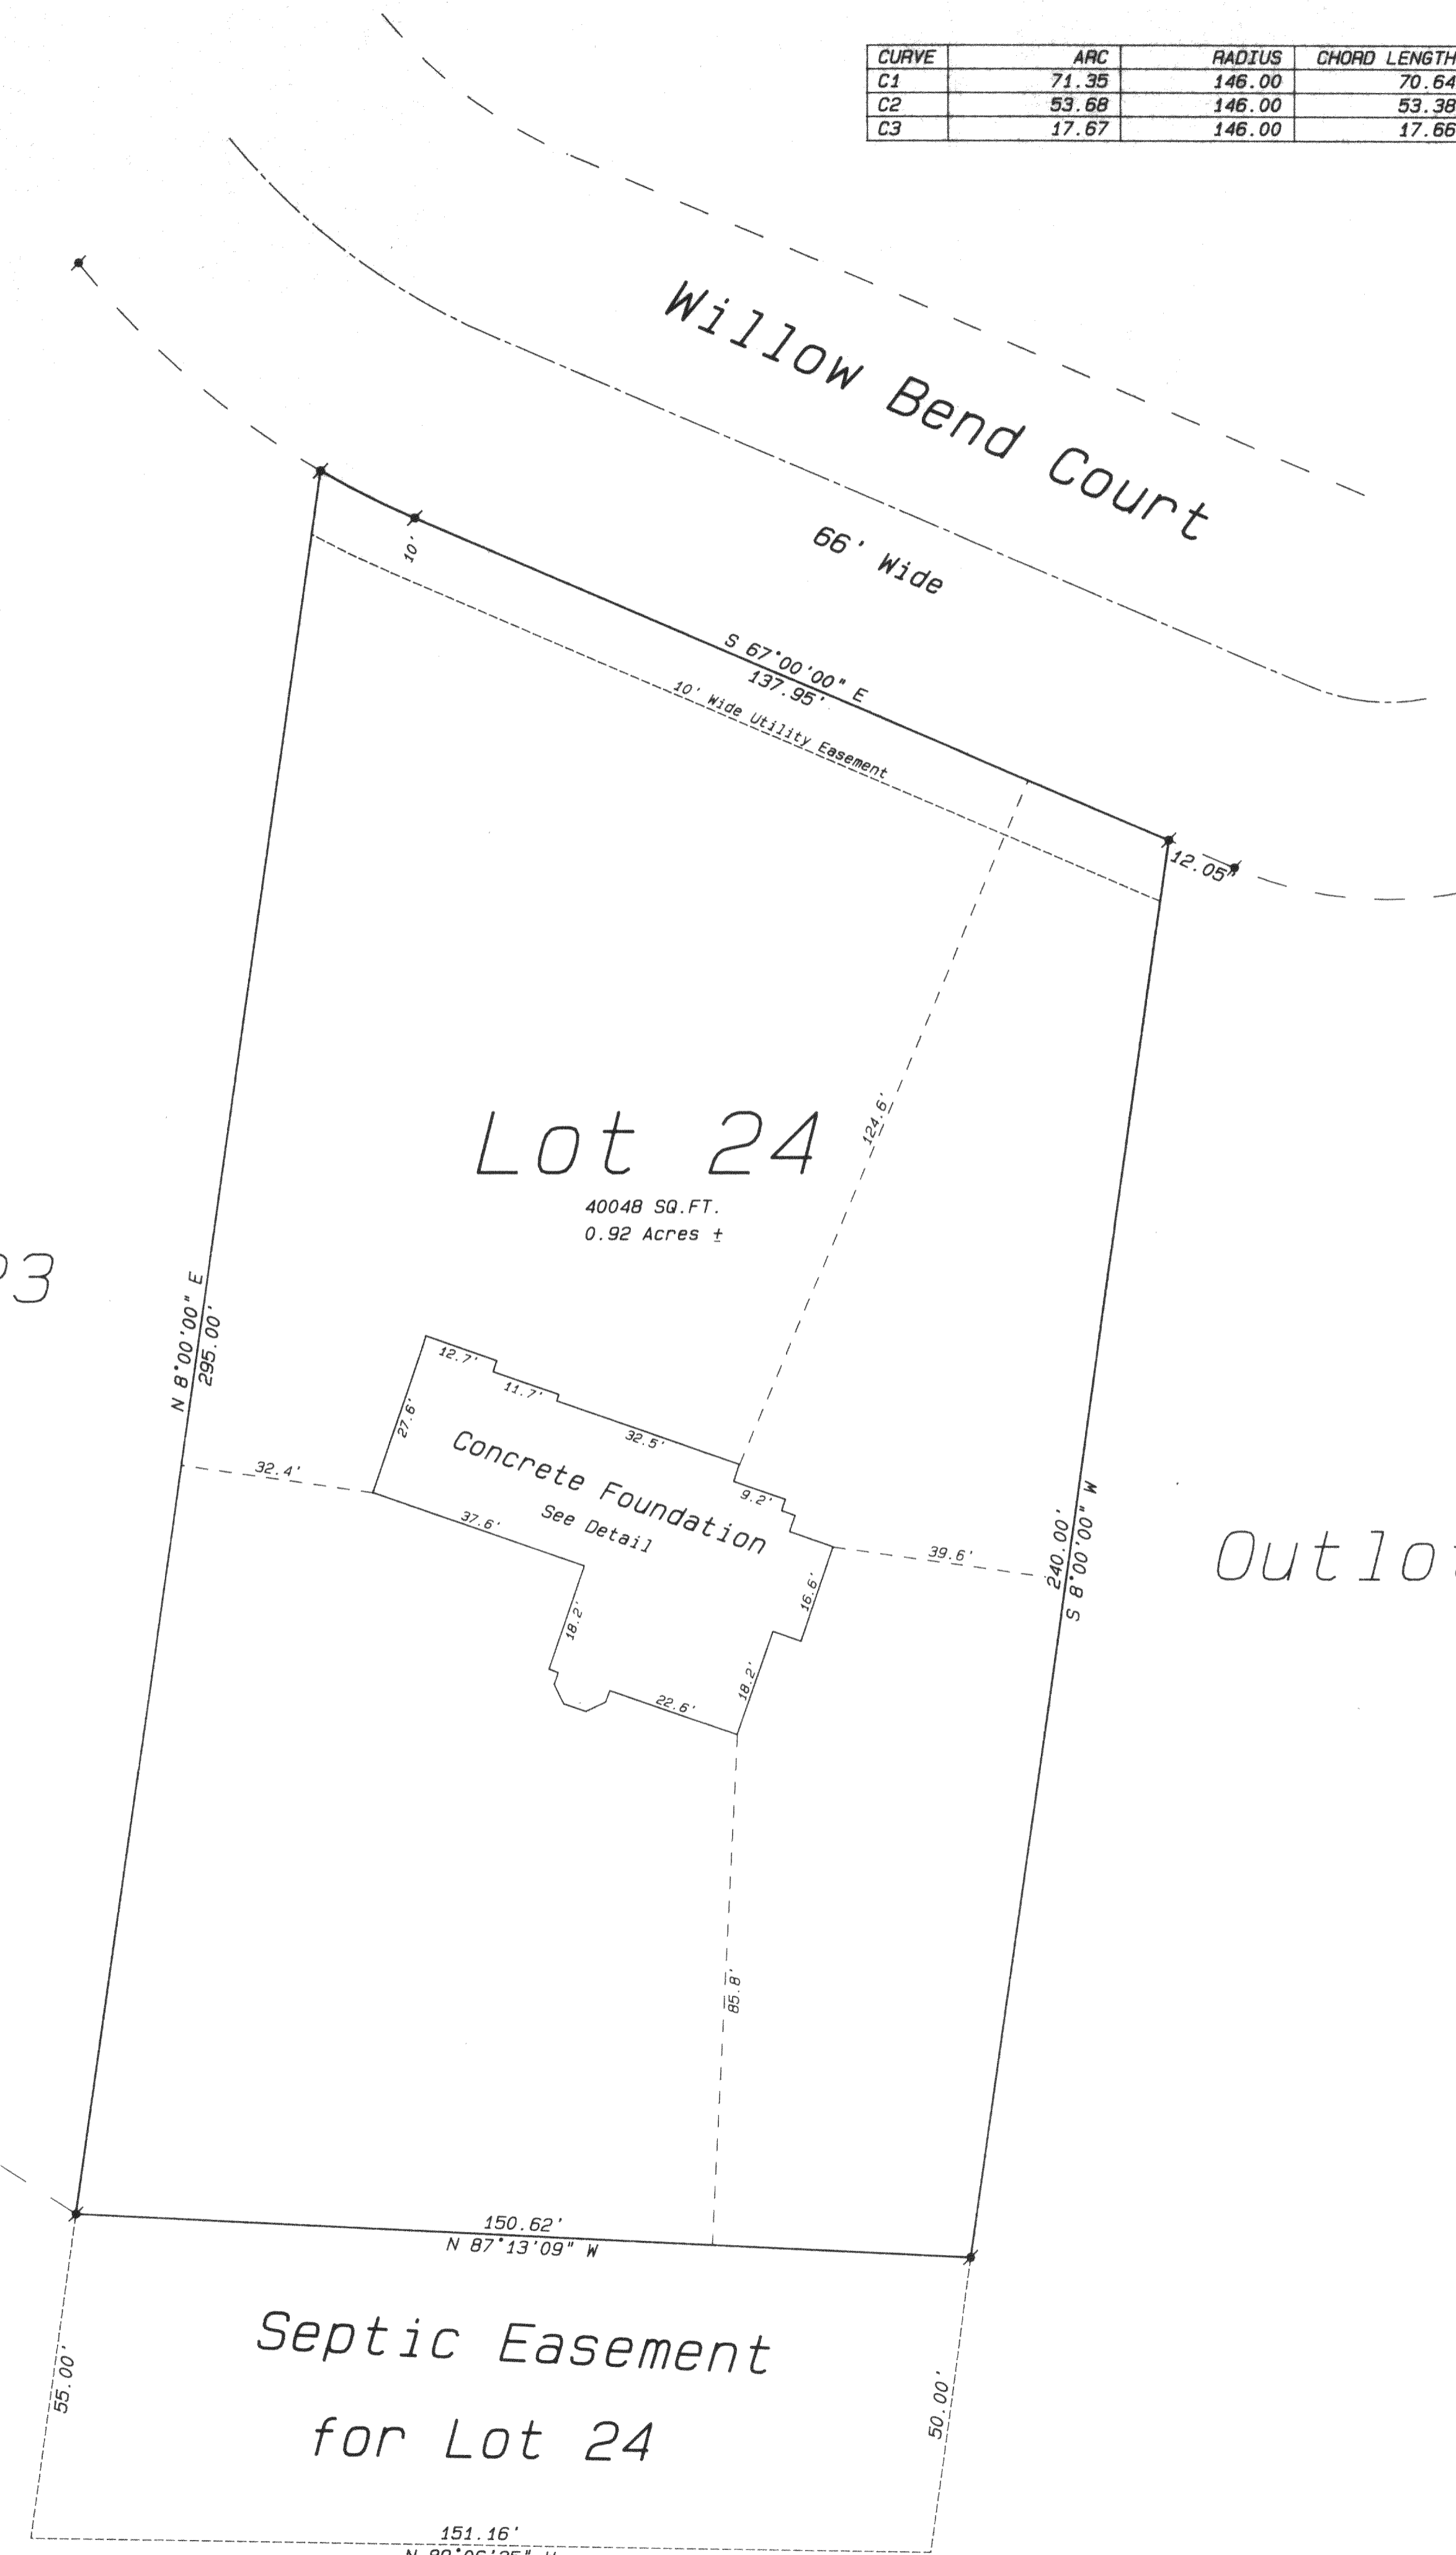 CURVE ARC RADIUS CHORD LENGTH
C1 71.35 146.00 70.64
C2 53.68 146.00 53.38
C3 17.67 146.00 17.66
Willow Bend Court
66' Wide
10'
S 67°00'00" E
137.95'
10' Wide Utility Easement
12.05'
124.6'
Lot 24
40048 SQ.FT.
0.92 Acres ±
3
N 8°00'00" E
295.00'
12.7'
11.7'
27.6'
32.5'
Concrete Foundation
See Detail
32.4'
9.2'
37.6'
39.6'
240.00'
S 8°00'00" W
Outlo
16.6'
18.2'
18.2'
22.6'
85.8'
150.62'
N 87°13'09" W
Septic Easement
for Lot 24
55.00'
50.00'
151.16'